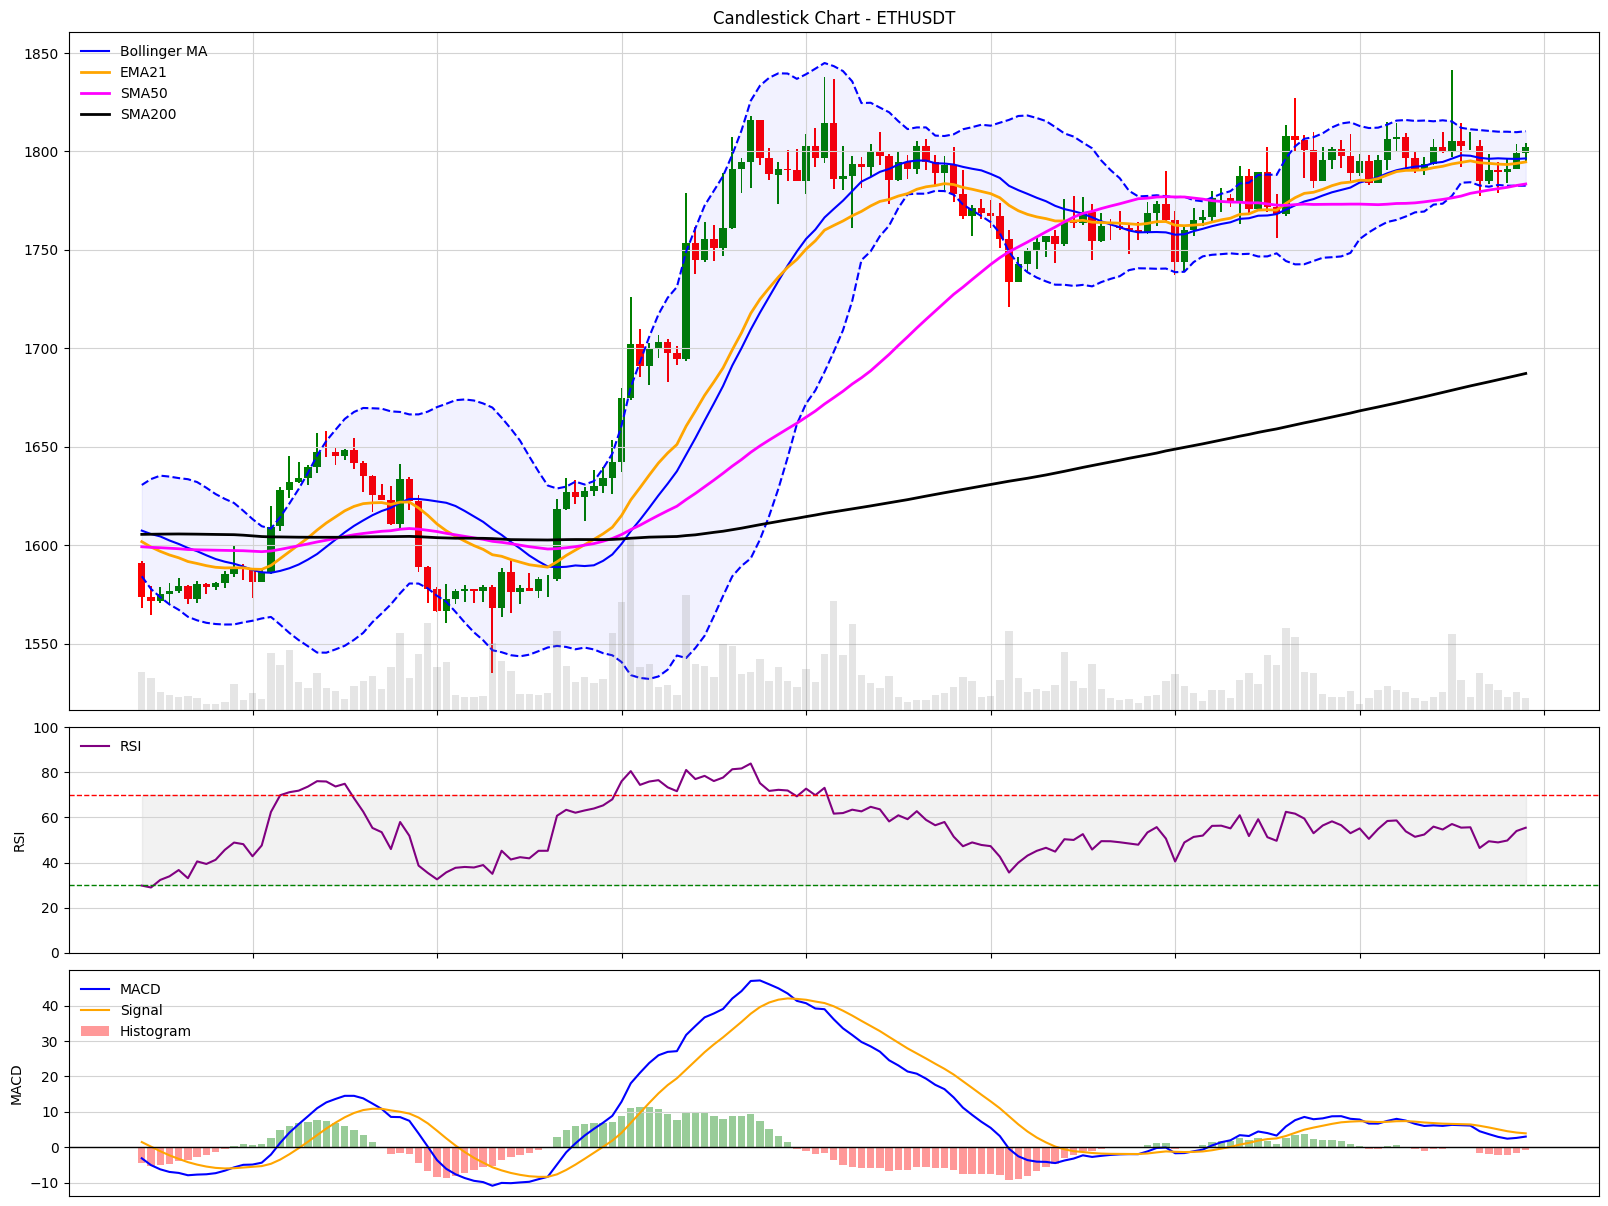 Candlestick Chart - ETHUSDT
Bollinger MA
EMA21
SMA50
SMA200
1850
1800
1750
1700
1650
1600
1550
RSI
100
80
60
40
20
0
RSI
MACD
Signal
Histogram
40
30
20
10
0
−10
MACD